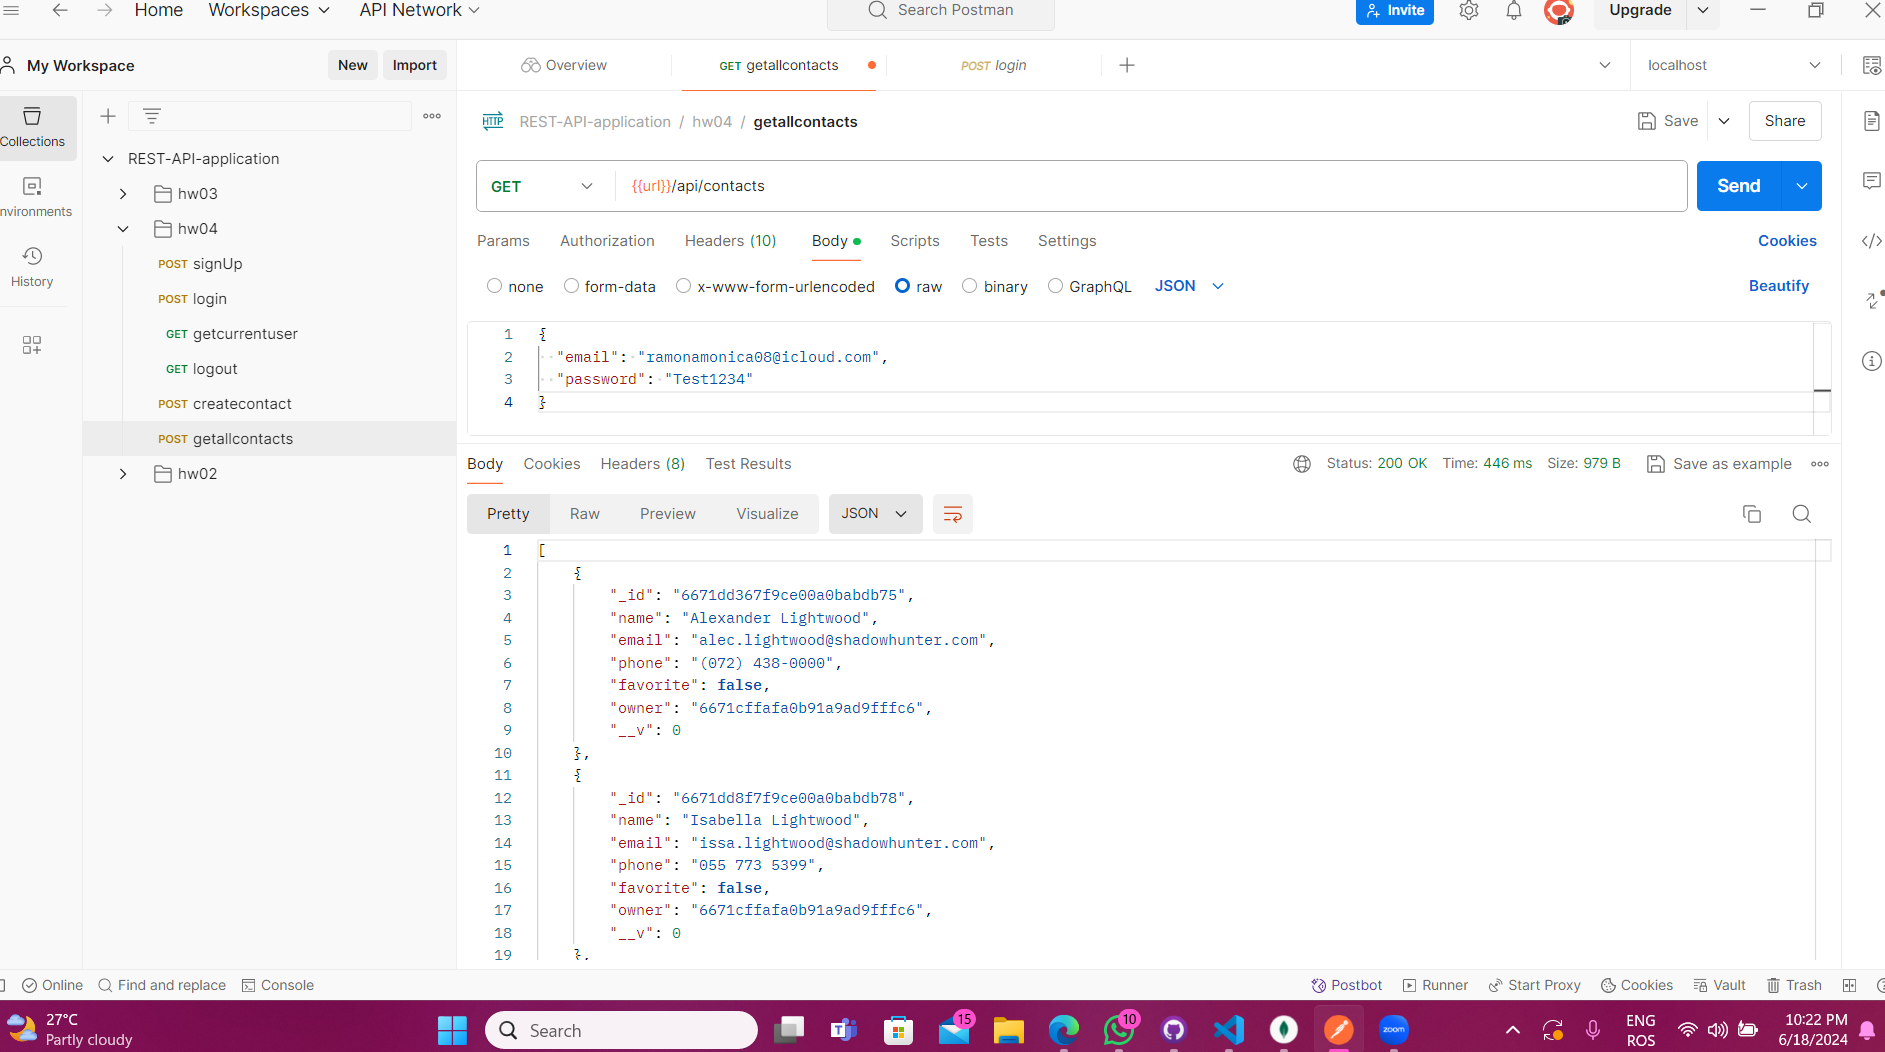 Home Workspaces API Network Search Postman Invite Upgrade
My Workspace New Import Overview GET getallcontacts POST login localhost
REST-API-application / hw04 / getallcontacts Save Share
Collections
REST-API-application
GET {{url}}/api/contacts Send
hw03
nvironments
hw04
Params Authorization Headers (10) Body Scripts Tests Settings Cookies
POST signUp
History
none form-data x-www-form-urlencoded raw binary GraphQL JSON Beautify
POST login
GET getcurrentuser
GET logout
POST createcontact
POST getallcontacts
hw02
1 {
2 "email": "ramonamonica08@icloud.com",
3 "password": "Test1234"
4 }
Body Cookies Headers (8) Test Results Status: 200 OK Time: 446 ms Size: 979 B Save as example
Pretty Raw Preview Visualize JSON
1 [
2 {
3 "_id": "6671dd367f9ce00a0babdb75",
4 "name": "Alexander Lightwood",
5 "email": "alec.lightwood@shadowhunter.com",
6 "phone": "(072) 438-0000",
7 "favorite": false,
8 "owner": "6671cffafa0b91a9ad9fffc6",
9 "__v": 0
10 },
11 {
12 "_id": "6671dd8f7f9ce00a0babdb78",
13 "name": "Isabella Lightwood",
14 "email": "issa.lightwood@shadowhunter.com",
15 "phone": "055 773 5399",
16 "favorite": false,
17 "owner": "6671cffafa0b91a9ad9fffc6",
18 "__v": 0
19 },
Online Find and replace Console Postbot Runner Start Proxy Cookies Vault Trash
27°C
Partly cloudy
Search
15
10
zoom
ENG
ROS
10:22 PM
6/18/2024